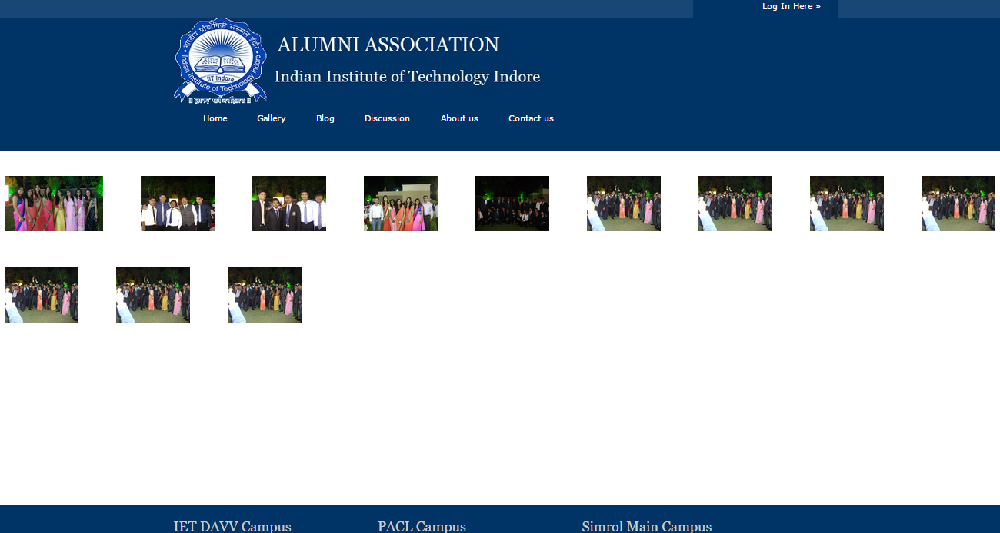 Log In Here »
भारतीय प्रौद्योगिकी संस्थान इंदौर
IIT Indore
Indian Institute of Technology Indore
ALUMNI ASSOCIATION
Indian Institute of Technology Indore
Home Gallery Blog Discussion About us Contact us
IET DAVV Campus PACL Campus Simrol Main Campus